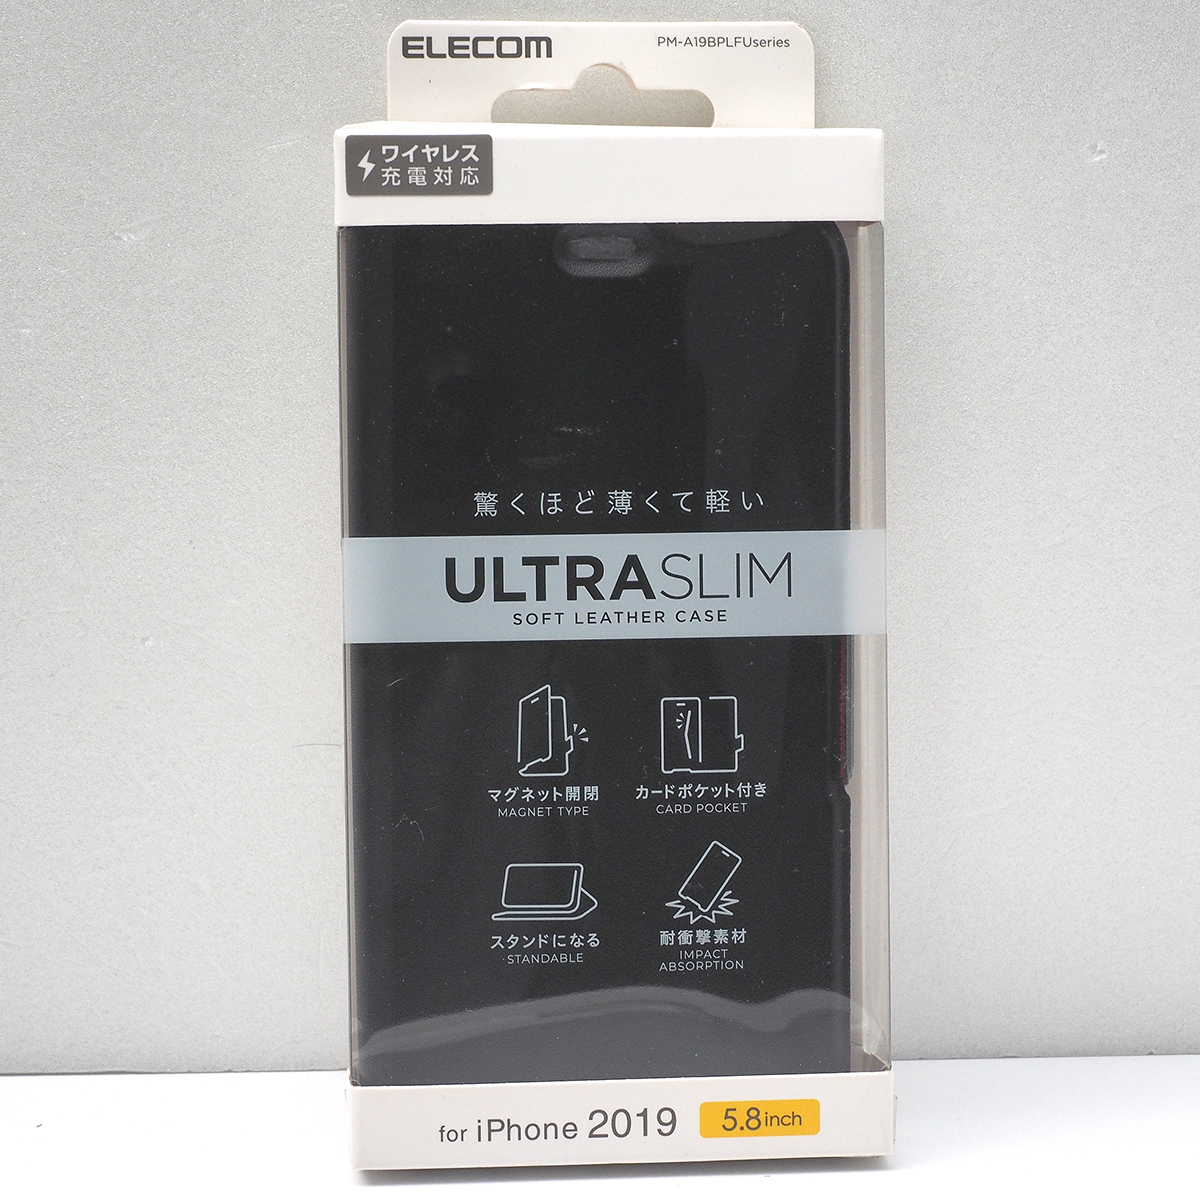 ELECOM
PM-A19BPLFUseries
ワイヤレス
充電対応
驚くほど薄くて軽い
ULTRASLIM
SOFT LEATHER CASE
マグネット開閉
MAGNET TYPE
カードポケット付き
CARD POCKET
スタンドになる
STANDABLE
耐衝撃素材
IMPACT
ABSORPTION
for iPhone 2019
5.8inch